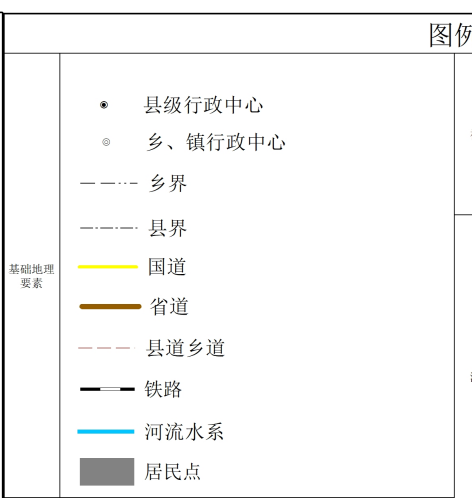 图例
县级行政中心
乡、镇行政中心
乡界
县界
国道
基础地理
要素
省道
县道乡道
铁路
河流水系
居民点